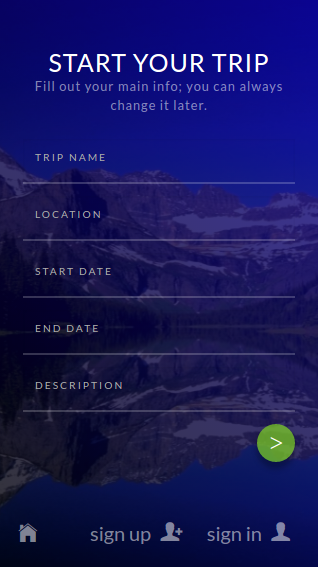 START YOUR TRIP
Fill out your main info; you can always
change it later.
TRIP NAME
LOCATION
START DATE
END DATE
DESCRIPTION
>
sign up
sign in